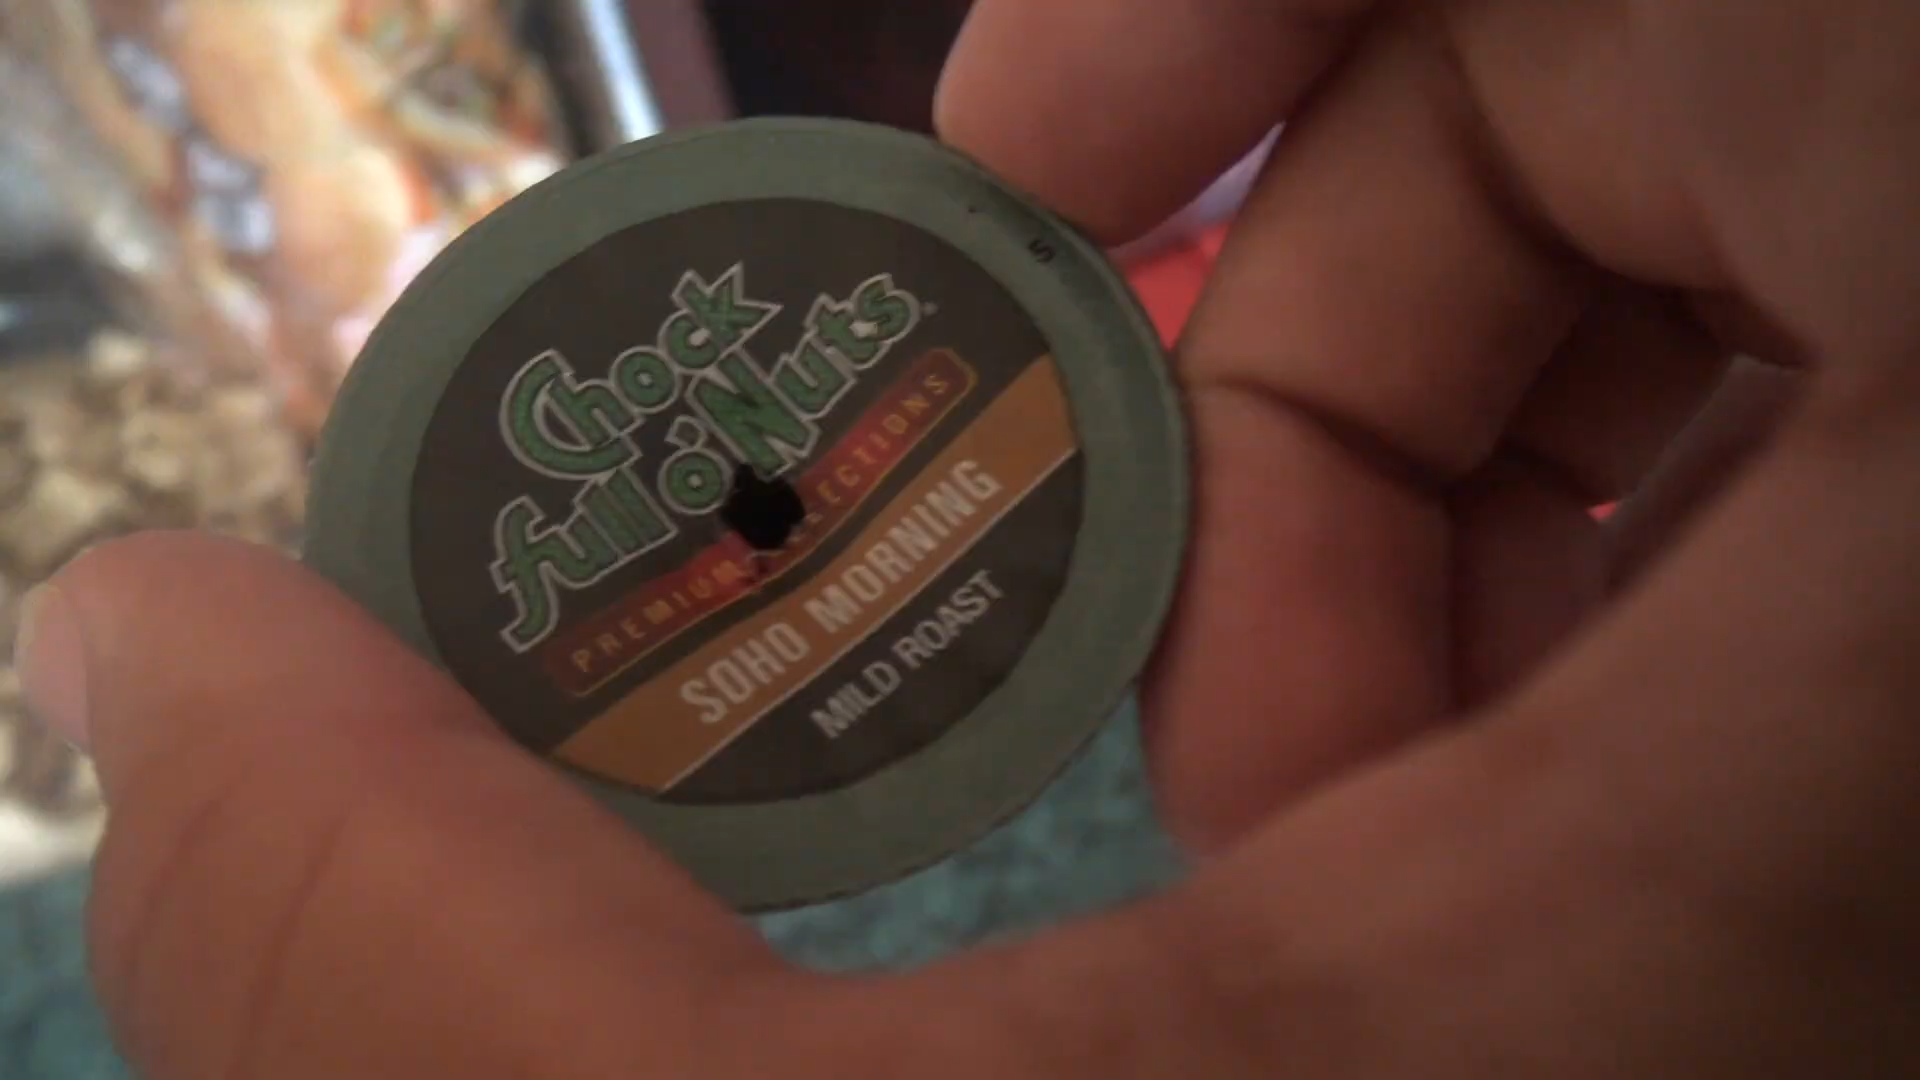 Chock
full o'Nuts
PREMIUM SELECTIONS
SOHO MORNING
MILD ROAST
S